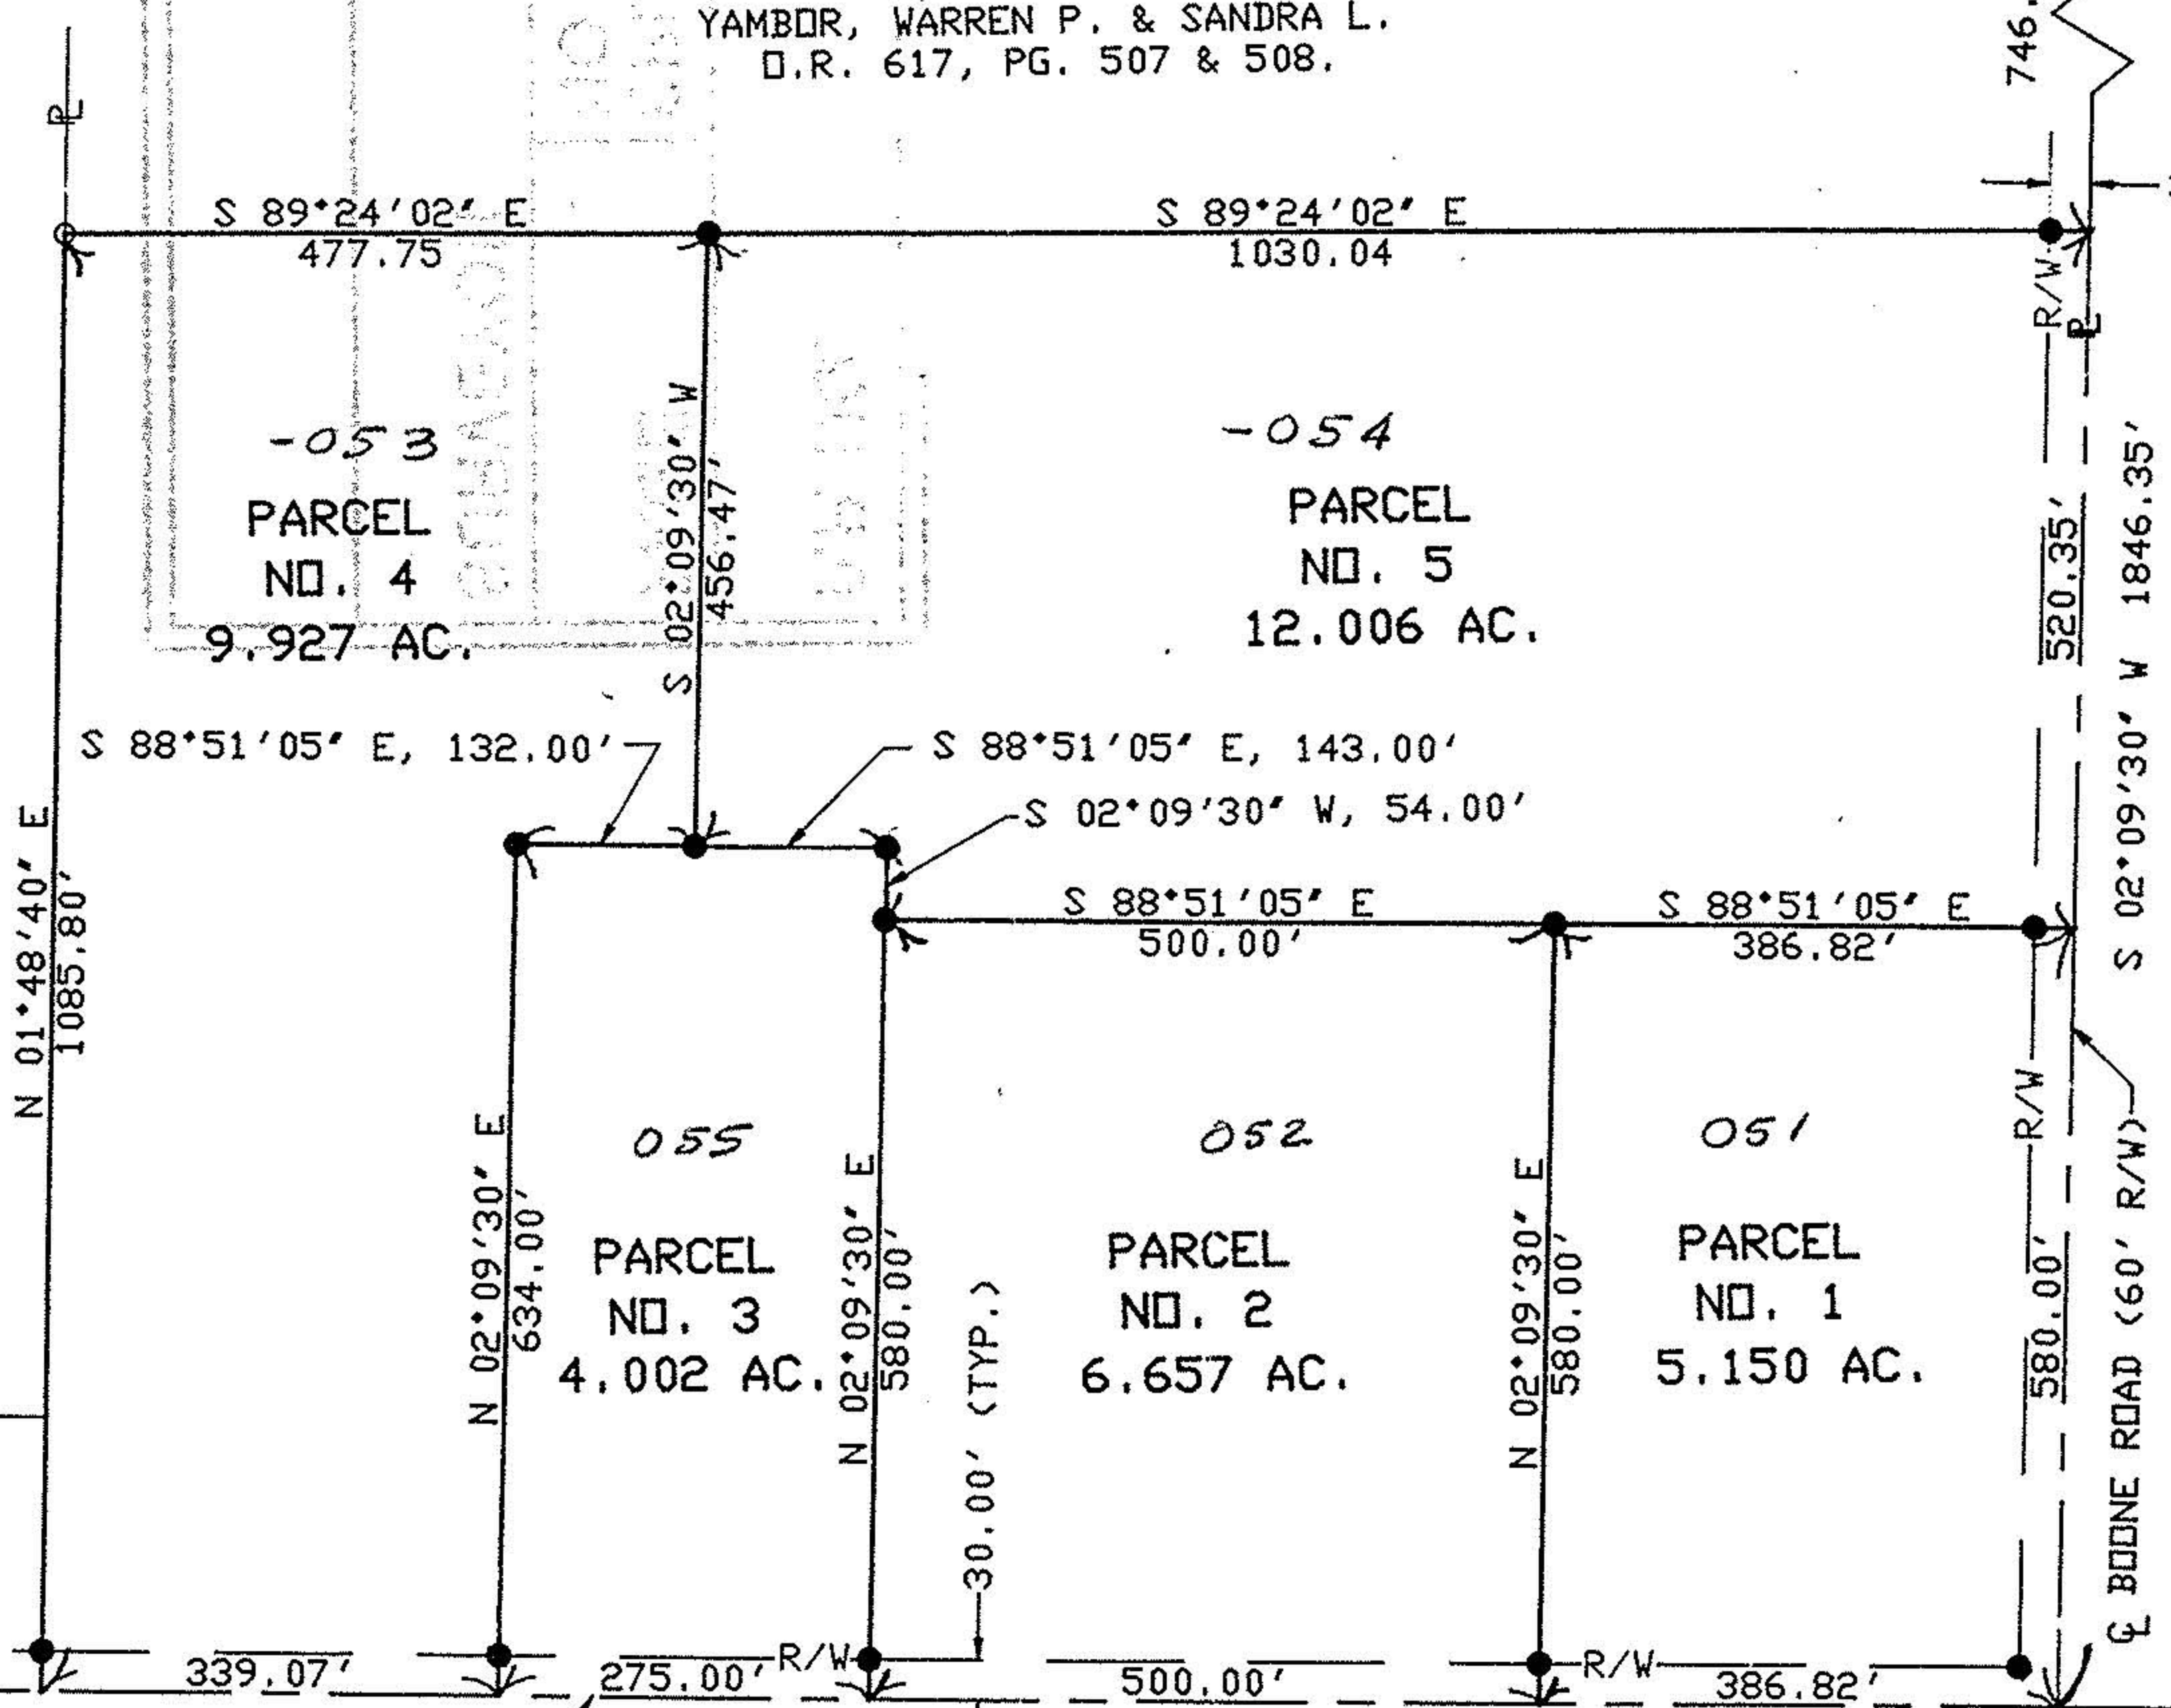 YAMBOR, WARREN P. & SANDRA L.
O.R. 617, PG. 507 & 508.
746.
P
S 89°24'02" E
477.75
S 89°24'02" E
1030.04
R/W
P
-053
PARCEL
NO. 4
9.927 AC.
S 02°09'30" W
456.47'
-054
PARCEL
NO. 5
12.006 AC.
520.35'
S 02°09'30" W 1846.35'
S 88°51'05" E, 132.00'
S 88°51'05" E, 143.00'
S 02°09'30" W, 54.00'
N 01°48'40" E
1085.80'
S 88°51'05" E
500.00'
S 88°51'05" E
386.82'
N 02°09'30" E
634.00'
055
PARCEL
NO. 3
4.002 AC.
N 02°09'30" E
580.00'
30.00' (TYP.)
052
PARCEL
NO. 2
6.657 AC.
N 02°09'30" E
580.00'
051
PARCEL
NO. 1
5.150 AC.
R/W
580.00'
℄ BOONE ROAD (60' R/W)
339.07'
275.00'
R/W
500.00'
R/W
386.82'